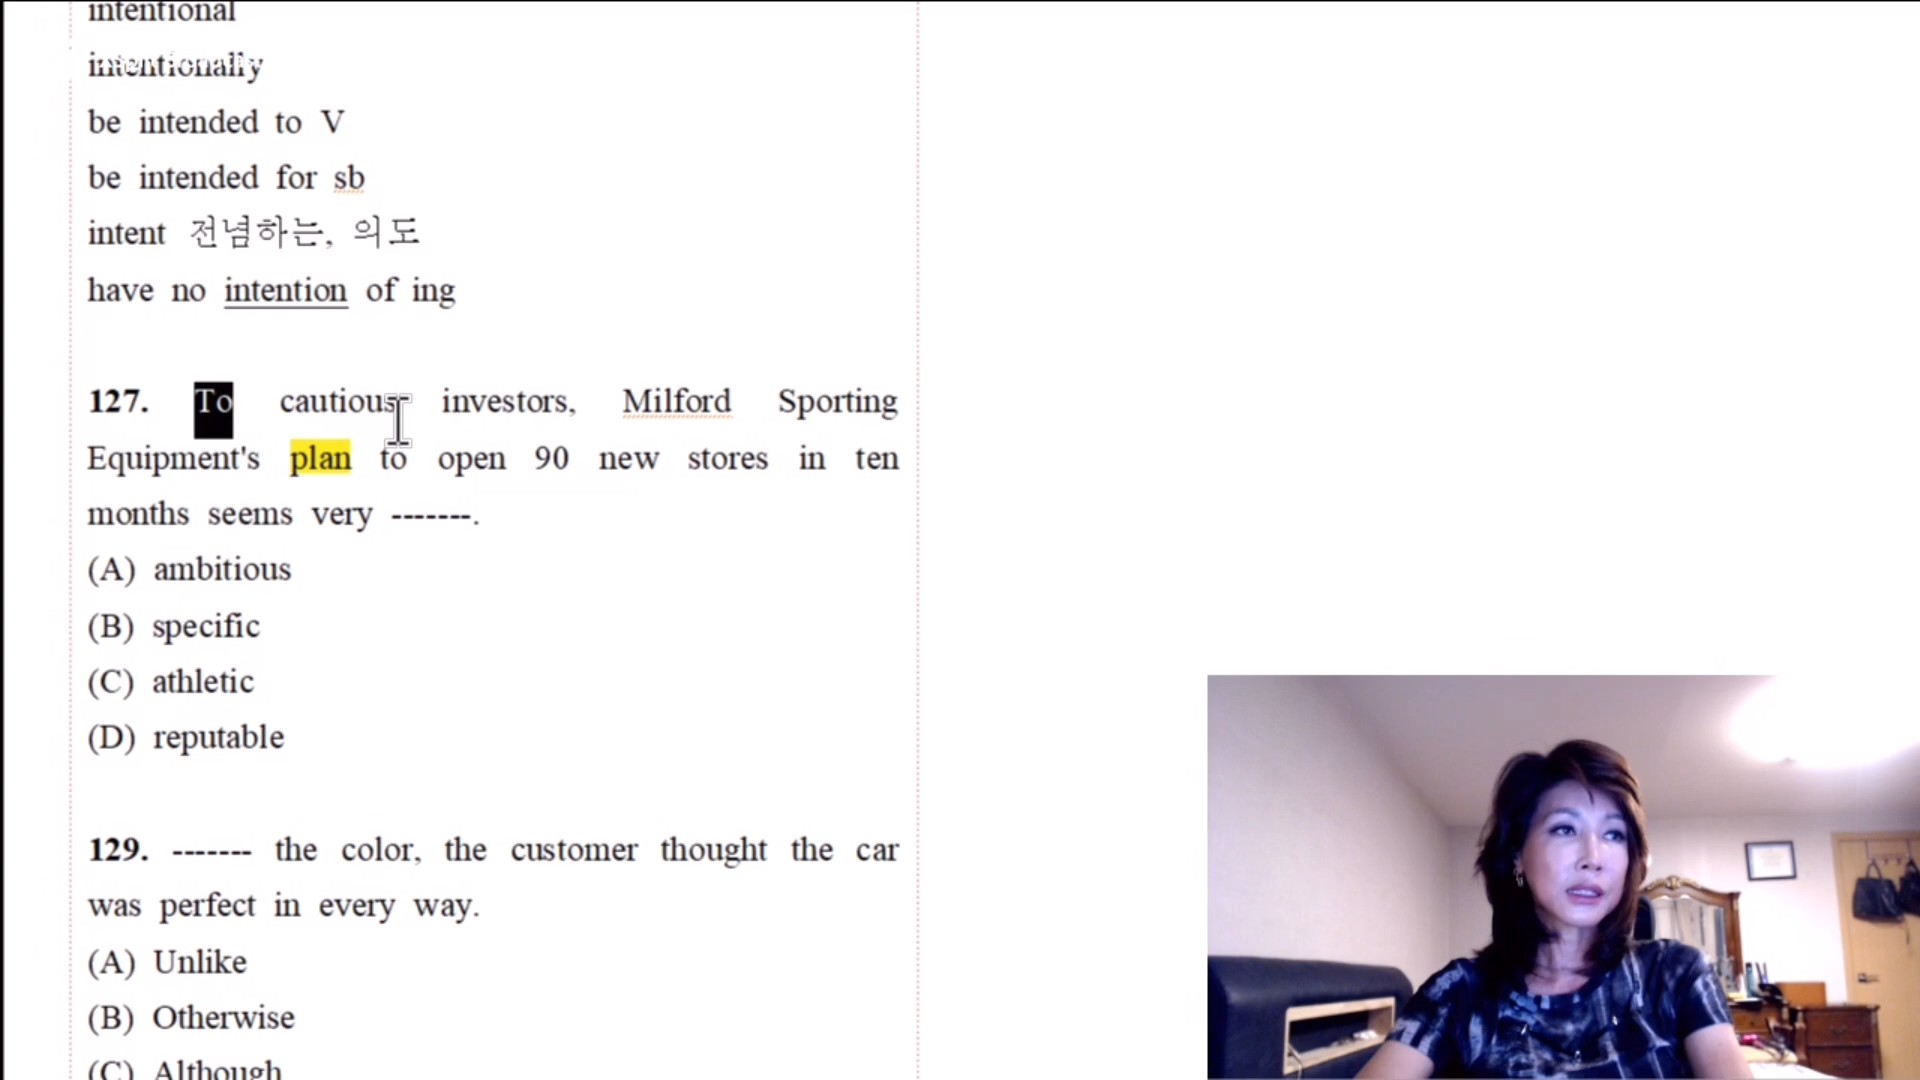 intentional
intentionally
be intended to V
be intended for sb
intent 전념하는, 의도
have no intention of ing
127. To cautious investors, Milford Sporting
Equipment's plan to open 90 new stores in ten
months seems very -------.
(A) ambitious
(B) specific
(C) athletic
(D) reputable
129. ------- the color, the customer thought the car
was perfect in every way.
(A) Unlike
(B) Otherwise
(C) Although